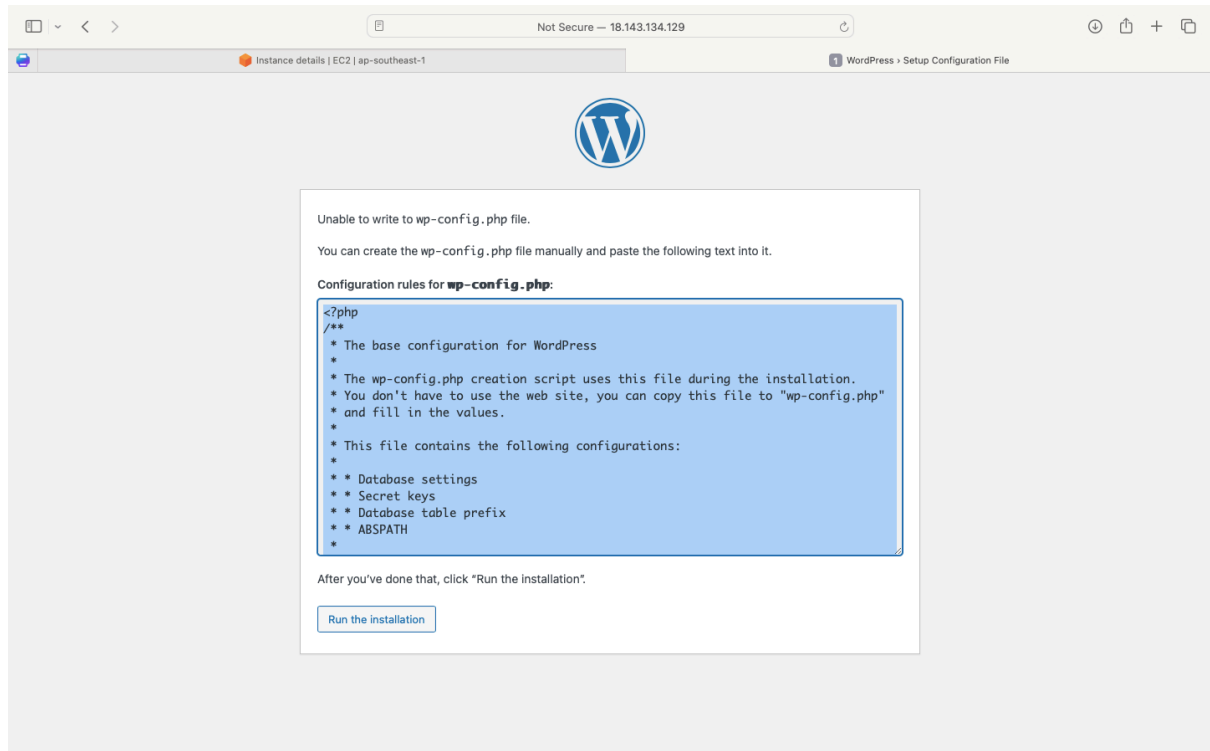 Not Secure — 18.143.134.129
Instance details | EC2 | ap-southeast-1
1 WordPress › Setup Configuration File
W
Unable to write to wp-config.php file.
You can create the wp-config.php file manually and paste the following text into it.
Configuration rules for wp-config.php:
<?php
/**
 * The base configuration for WordPress
 *
 * The wp-config.php creation script uses this file during the installation.
 * You don't have to use the web site, you can copy this file to "wp-config.php"
 * and fill in the values.
 *
 * This file contains the following configurations:
 *
 * * Database settings
 * * Secret keys
 * * Database table prefix
 * * ABSPATH
 *
After you've done that, click “Run the installation”.
Run the installation